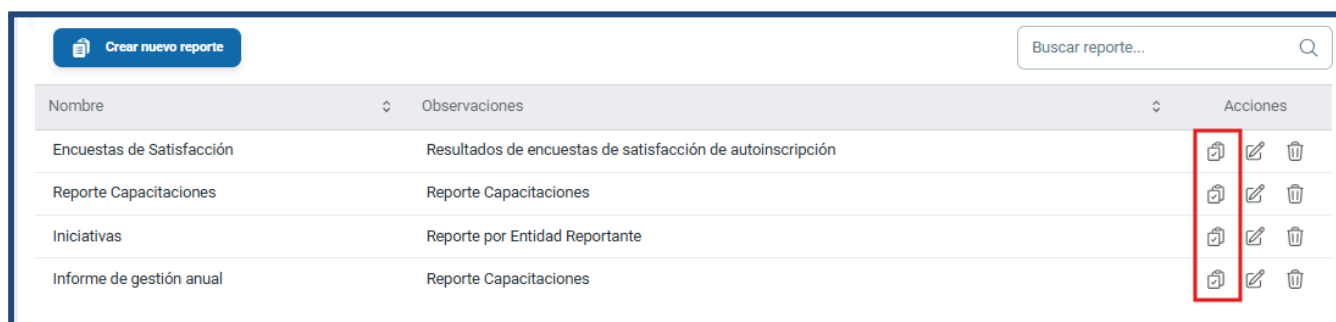 Crear nuevo reporte Buscar reporte...
Nombre Observaciones Acciones
Encuestas de Satisfacción Resultados de encuestas de satisfacción de autoinscripción
Reporte Capacitaciones Reporte Capacitaciones
Iniciativas Reporte por Entidad Reportante
Informe de gestión anual Reporte Capacitaciones